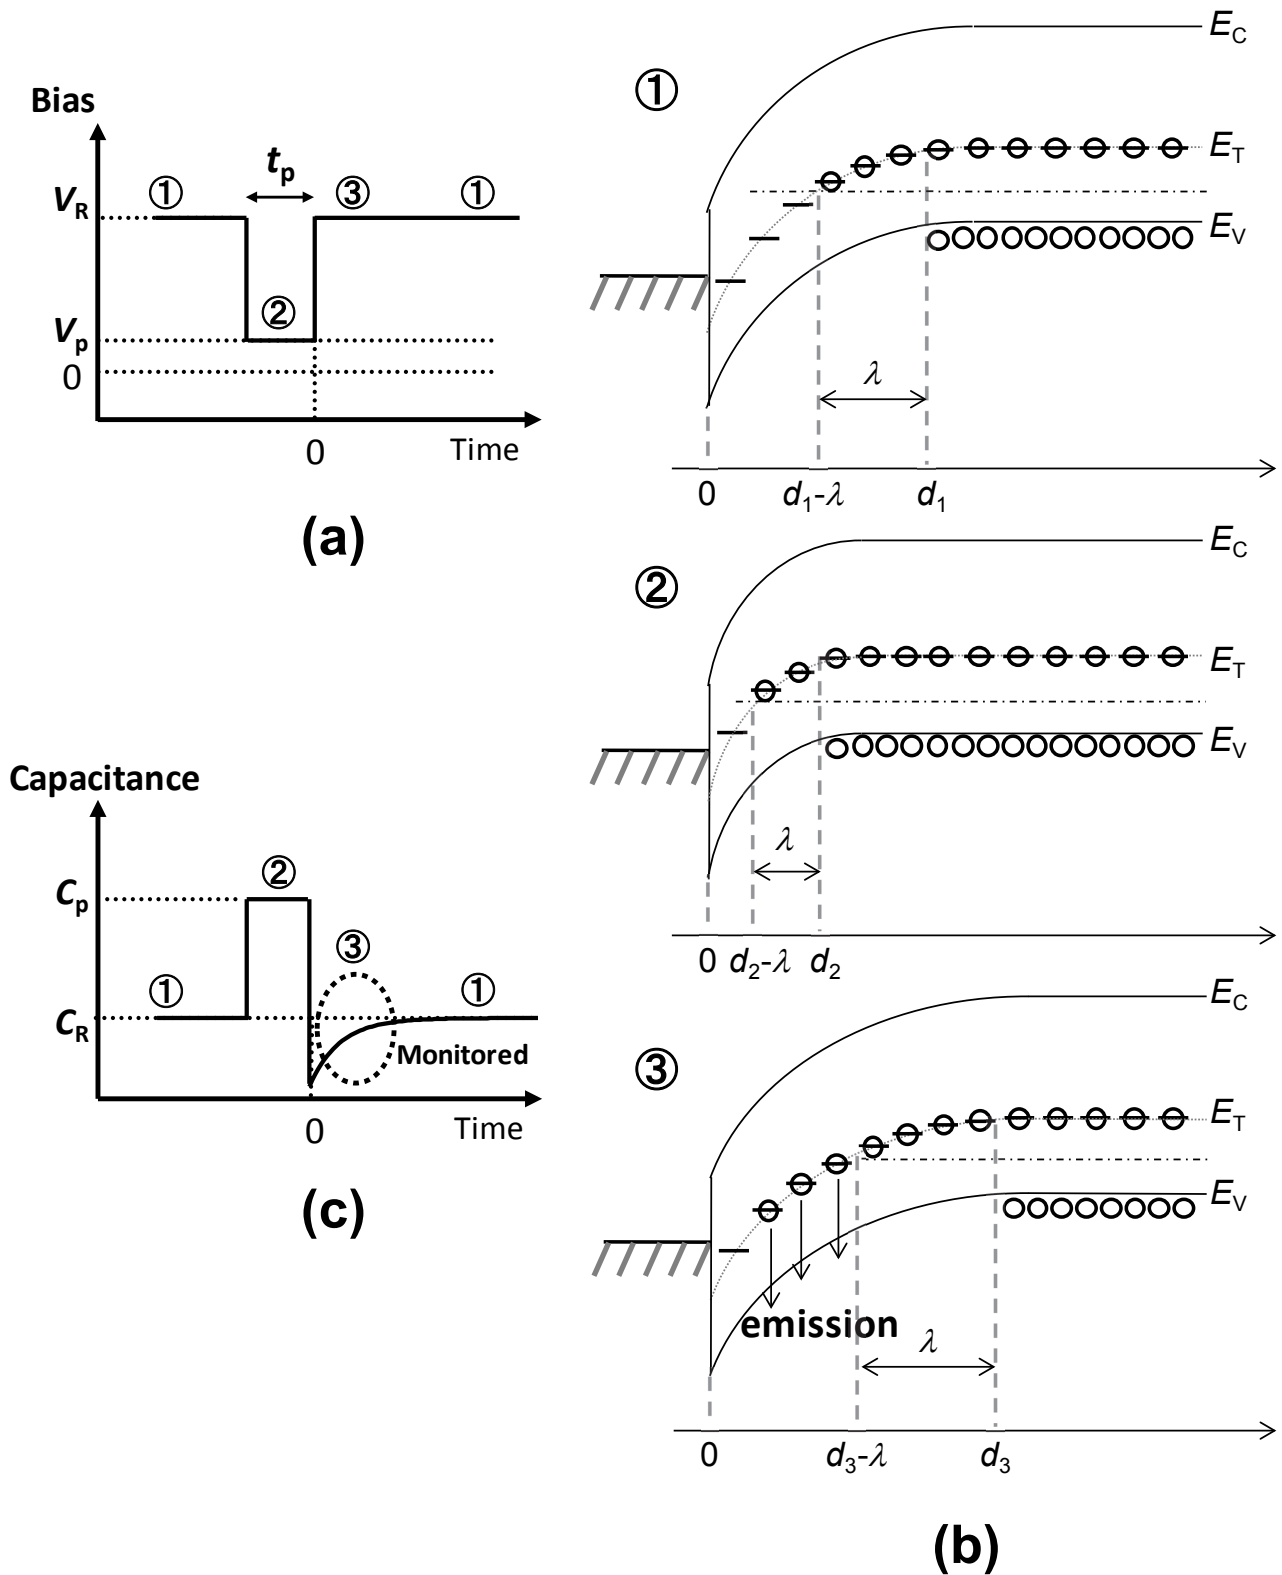 Bias
V_R
V_p
0
① ② ③ ①
t_p
0 Time
(a)
Capacitance
C_p
C_R
① ② ③ ①
Monitored
0 Time
(c)
①
E_C
E_T
E_V
λ
0 d_1-λ d_1
②
E_C
E_T
E_V
λ
0 d_2-λ d_2
③
E_C
E_T
E_V
emission
λ
0 d_3-λ d_3
(b)